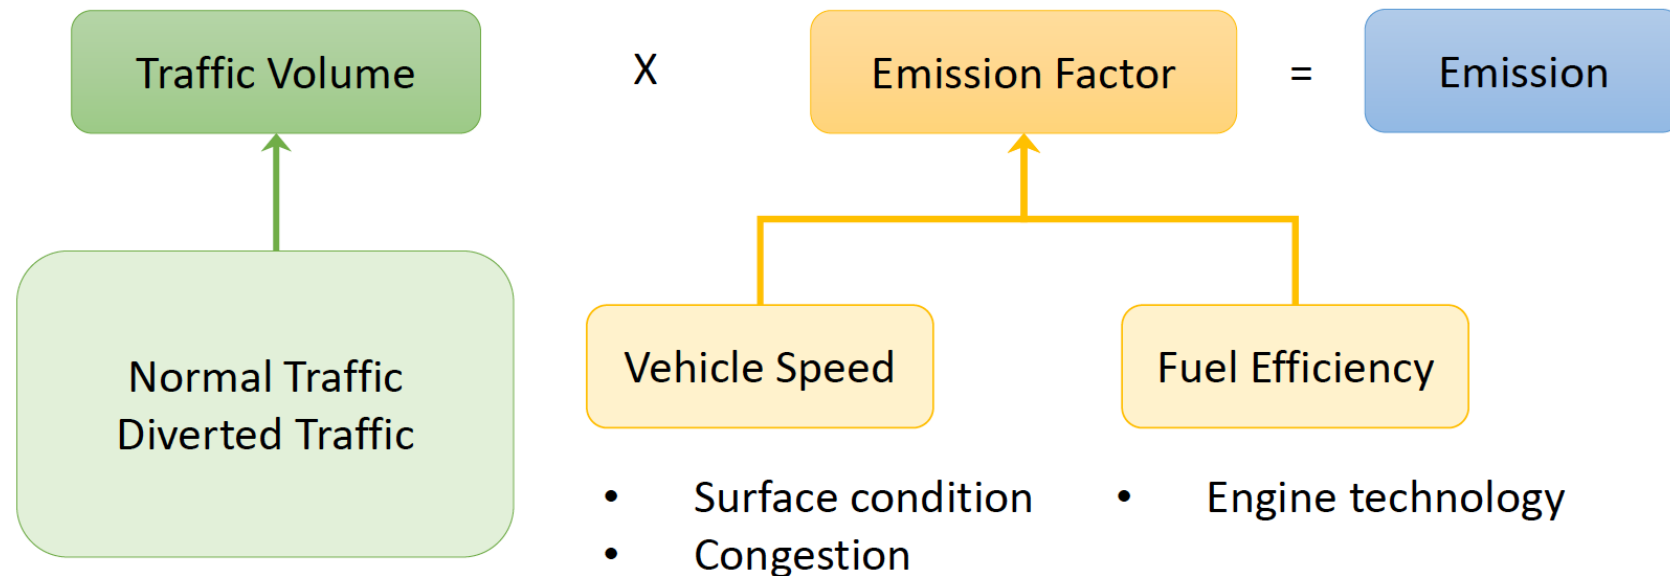 Traffic Volume X Emission Factor = Emission
Normal Traffic
Diverted Traffic
Vehicle Speed
Fuel Efficiency
• Surface condition
• Congestion
• Engine technology